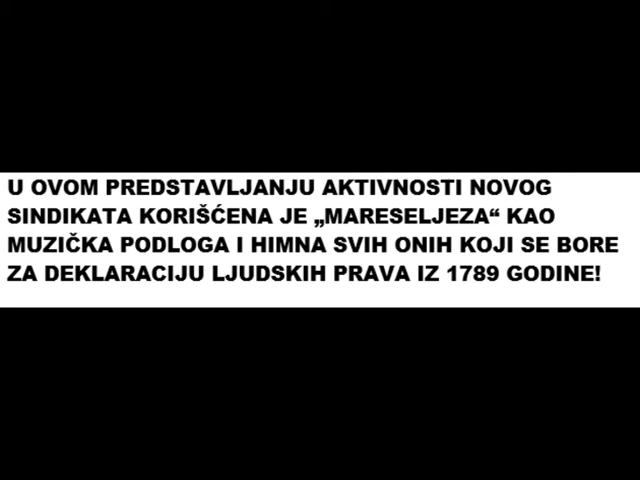 U OVOM PREDSTAVLJANJU AKTIVNOSTI NOVOG
SINDIKATA KORIŠĆENA JE „MARESELJEZA“ KAO
MUZIČKA PODLOGA I HIMNA SVIH ONIH KOJI SE BORE
ZA DEKLARACIJU LJUDSKIH PRAVA IZ 1789 GODINE!